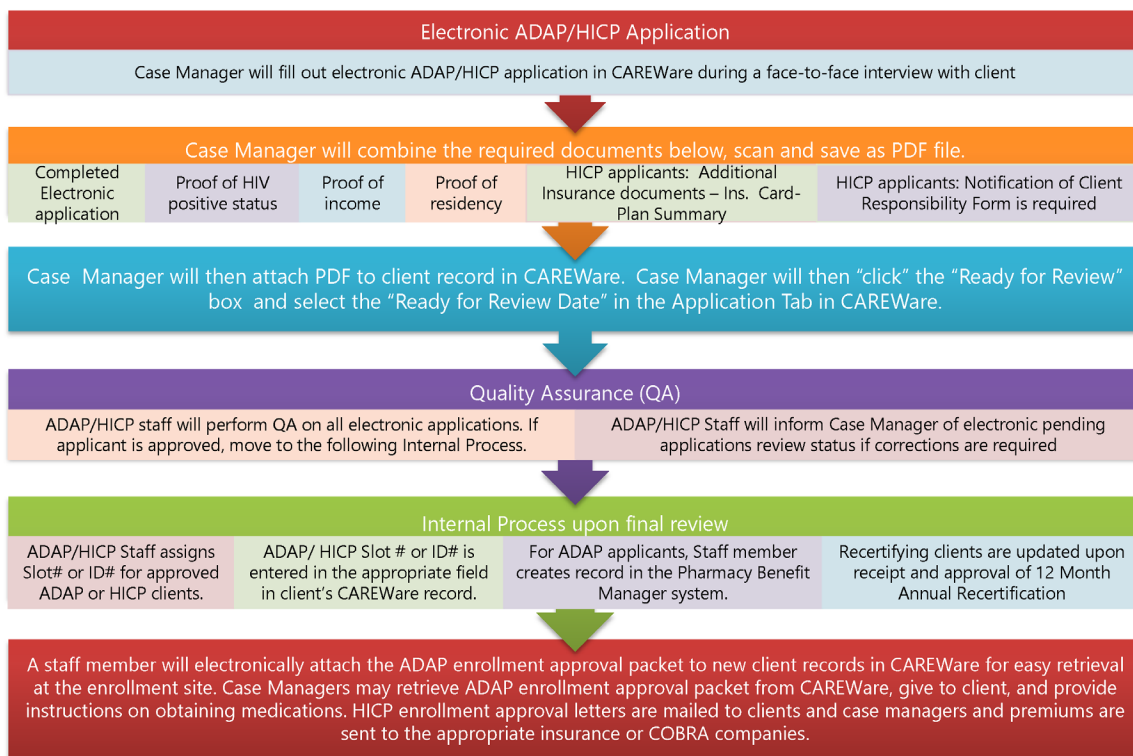 Electronic ADAP/HICP Application
Case Manager will fill out electronic ADAP/HICP application in CAREWare during a face-to-face interview with client
Case Manager will combine the required documents below, scan and save as PDF file.
Completed
Electronic
application
Proof of HIV
positive status
Proof of
income
Proof of
residency
HICP applicants: Additional
Insurance documents – Ins. Card-
Plan Summary
HICP applicants: Notification of Client
Responsibility Form is required
Case Manager will then attach PDF to client record in CAREWare. Case Manager will then “click” the “Ready for Review”
box and select the “Ready for Review Date” in the Application Tab in CAREWare.
Quality Assurance (QA)
ADAP/HICP staff will perform QA on all electronic applications. If
applicant is approved, move to the following Internal Process.
ADAP/HICP Staff will inform Case Manager of electronic pending
applications review status if corrections are required
Internal Process upon final review
ADAP/HICP Staff assigns
Slot# or ID# for approved
ADAP or HICP clients.
ADAP/ HICP Slot # or ID# is
entered in the appropriate field
in client’s CAREWare record.
For ADAP applicants, Staff member
creates record in the Pharmacy Benefit
Manager system.
Recertifying clients are updated upon
receipt and approval of 12 Month
Annual Recertification
A staff member will electronically attach the ADAP enrollment approval packet to new client records in CAREWare for easy retrieval
at the enrollment site. Case Managers may retrieve ADAP enrollment approval packet from CAREWare, give to client, and provide
instructions on obtaining medications. HICP enrollment approval letters are mailed to clients and case managers and premiums are
sent to the appropriate insurance or COBRA companies.